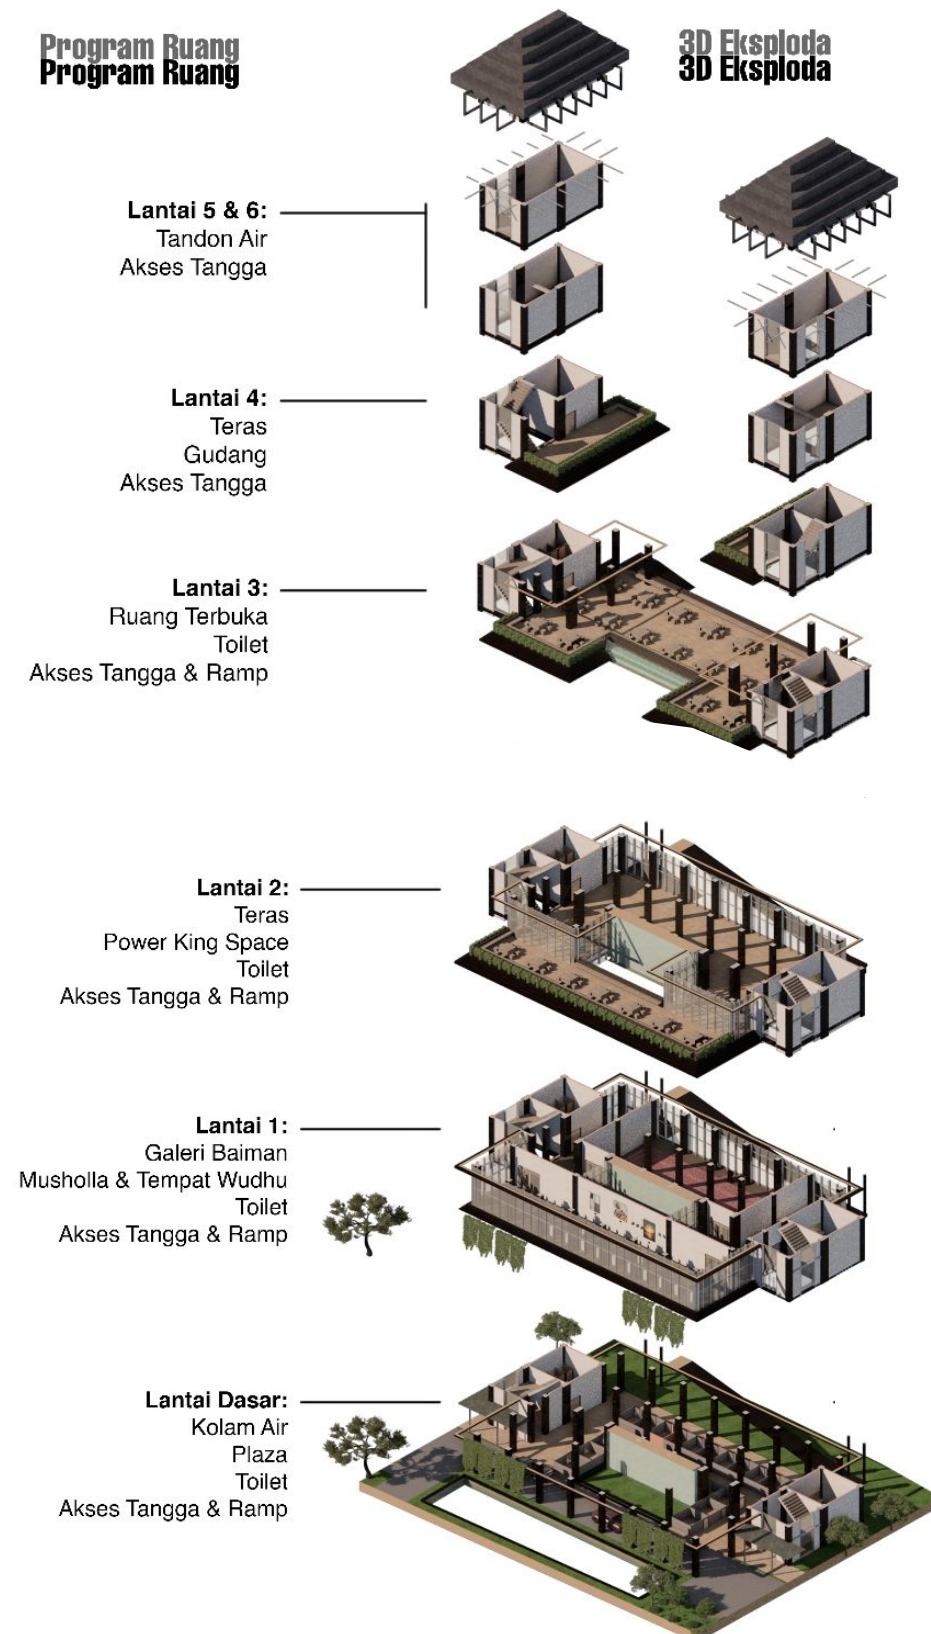 Program Ruang
Program Ruang
3D Eksploda
3D Eksploda
Lantai 5 & 6:
Tandon Air
Akses Tangga
Lantai 4:
Teras
Gudang
Akses Tangga
Lantai 3:
Ruang Terbuka
Toilet
Akses Tangga & Ramp
Lantai 2:
Teras
Power King Space
Toilet
Akses Tangga & Ramp
Lantai 1:
Galeri Baiman
Musholla & Tempat Wudhu
Toilet
Akses Tangga & Ramp
Lantai Dasar:
Kolam Air
Plaza
Toilet
Akses Tangga & Ramp